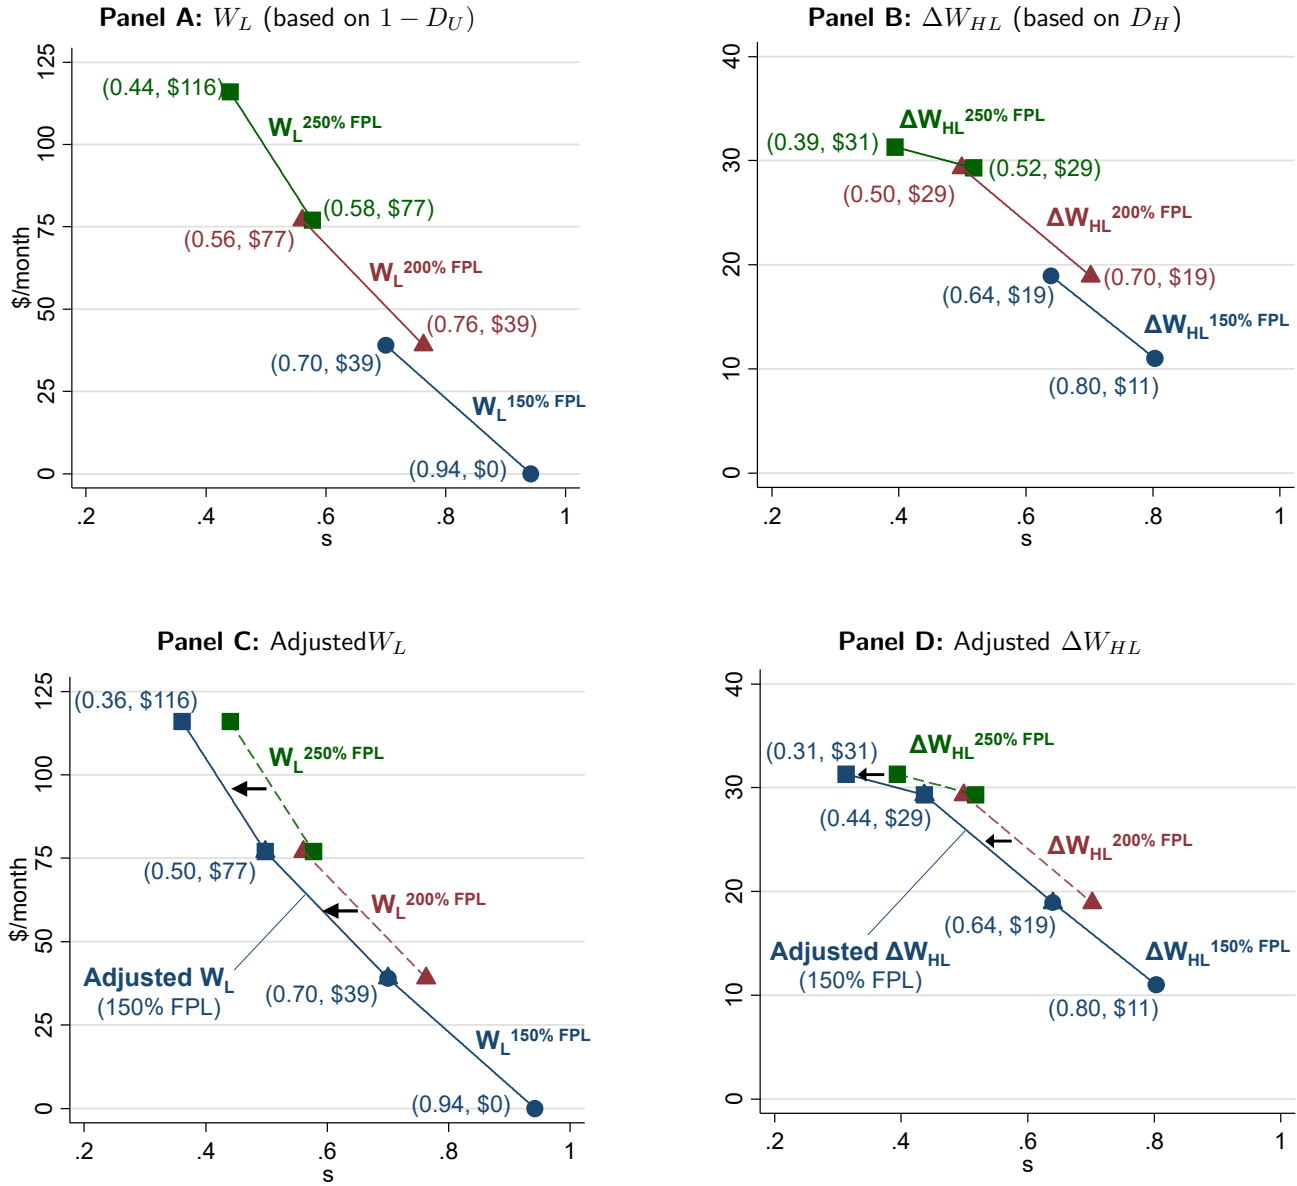 Panel A: W_L (based on 1 − D_U)
125
100
75
50
25
0
$/month
(0.44, $116)
W_L^250% FPL
(0.58, $77)
(0.56, $77)
W_L^200% FPL
(0.76, $39)
(0.70, $39)
W_L^150% FPL
(0.94, $0)
.2 .4 .6 .8 1
s
Panel B: ΔW_HL (based on D_H)
40
30
20
10
0
ΔW_HL^250% FPL
(0.39, $31)
(0.52, $29)
(0.50, $29)
ΔW_HL^200% FPL
(0.70, $19)
(0.64, $19)
ΔW_HL^150% FPL
(0.80, $11)
.2 .4 .6 .8 1
s
Panel C: AdjustedW_L
125
100
75
50
25
0
$/month
(0.36, $116)
W_L^250% FPL
(0.50, $77)
W_L^200% FPL
Adjusted W_L
(150% FPL)
(0.70, $39)
W_L^150% FPL
(0.94, $0)
.2 .4 .6 .8 1
s
Panel D: Adjusted ΔW_HL
40
30
20
10
0
ΔW_HL^250% FPL
(0.31, $31)
(0.44, $29)
ΔW_HL^200% FPL
(0.64, $19)
Adjusted ΔW_HL
(150% FPL)
ΔW_HL^150% FPL
(0.80, $11)
.2 .4 .6 .8 1
s